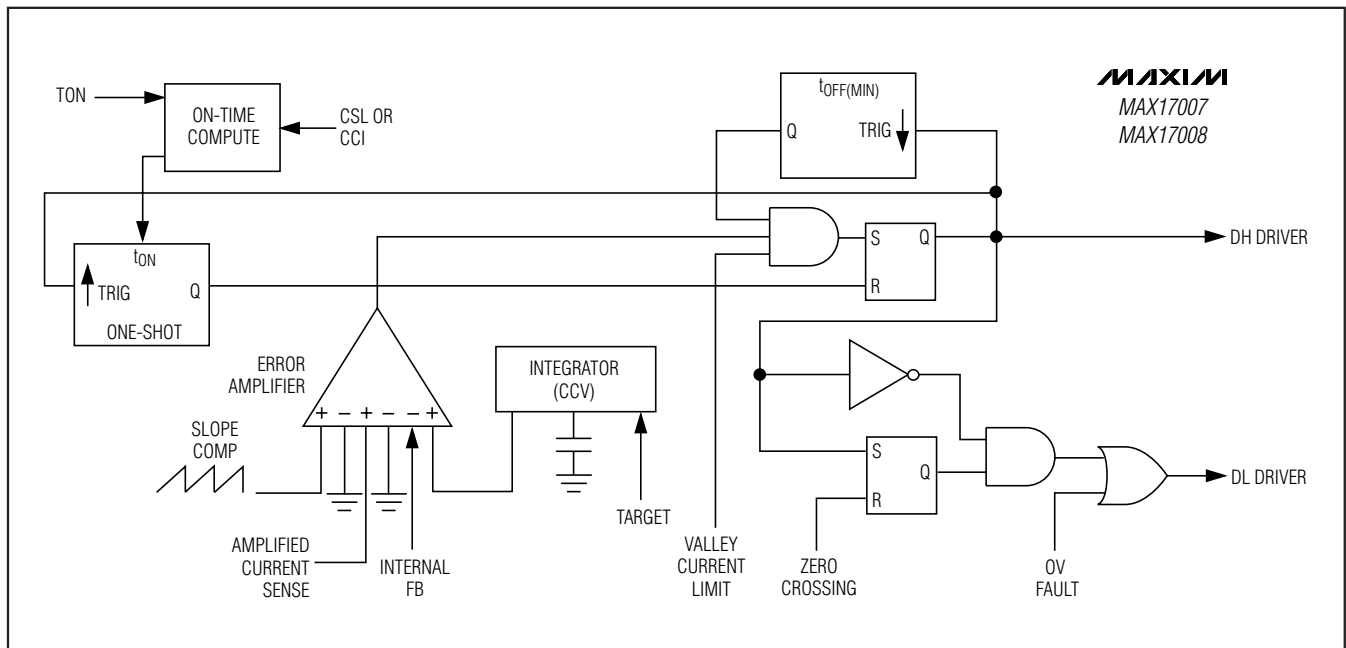 TON
ON-TIME
COMPUTE
CSL OR
CCI
tOFF(MIN)
Q
TRIG
MAXIM
MAX17007
MAX17008
tON
TRIG
Q
ONE-SHOT
S
Q
R
DH DRIVER
ERROR
AMPLIFIER
+ – + – – +
INTEGRATOR
(CCV)
SLOPE
COMP
AMPLIFIED
CURRENT
SENSE
INTERNAL
FB
TARGET
VALLEY
CURRENT
LIMIT
S
Q
R
ZERO
CROSSING
OV
FAULT
DL DRIVER